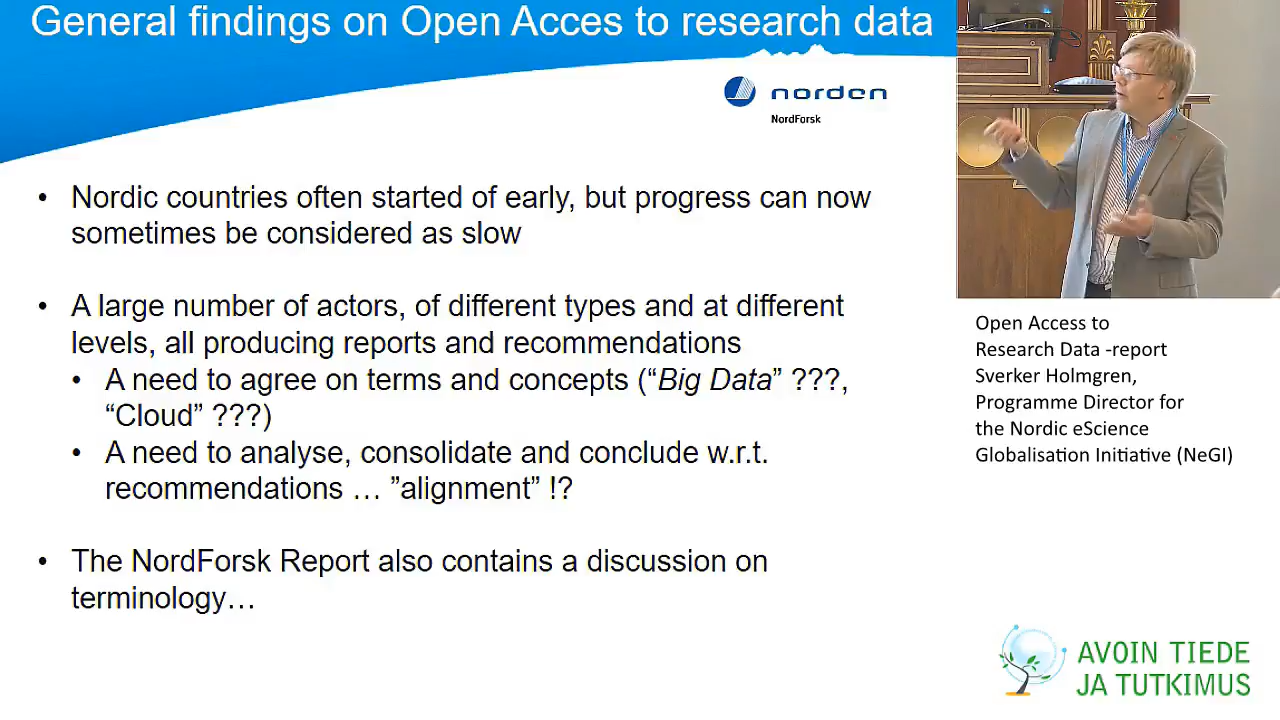 General findings on Open Acces to research data
norden
NordForsk
• Nordic countries often started of early, but progress can now
sometimes be considered as slow
• A large number of actors, of different types and at different
levels, all producing reports and recommendations
• A need to agree on terms and concepts (“Big Data” ???,
“Cloud” ???)
• A need to analyse, consolidate and conclude w.r.t.
recommendations … ”alignment” !?
• The NordForsk Report also contains a discussion on
terminology…
Open Access to
Research Data -report
Sverker Holmgren,
Programme Director for
the Nordic eScience
Globalisation Initiative (NeGI)
AVOIN TIEDE
JA TUTKIMUS